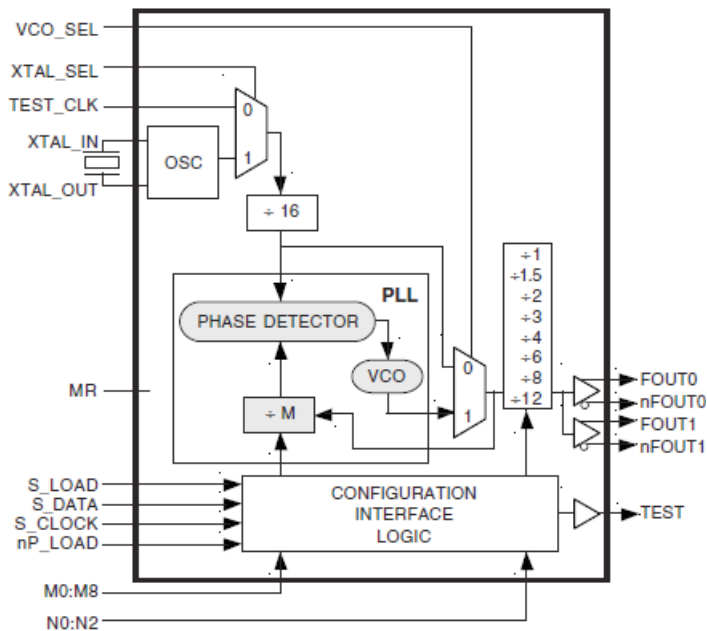 VCO_SEL
XTAL_SEL
TEST_CLK
0
XTAL_IN
OSC
1
XTAL_OUT
÷ 16
÷1
÷1.5
÷2
÷3
÷4
÷6
÷8
÷12
PLL
PHASE DETECTOR
VCO
0
1
MR
÷ M
FOUT0
nFOUT0
FOUT1
nFOUT1
S_LOAD
S_DATA
S_CLOCK
nP_LOAD
CONFIGURATION
INTERFACE
LOGIC
TEST
M0:M8
N0:N2